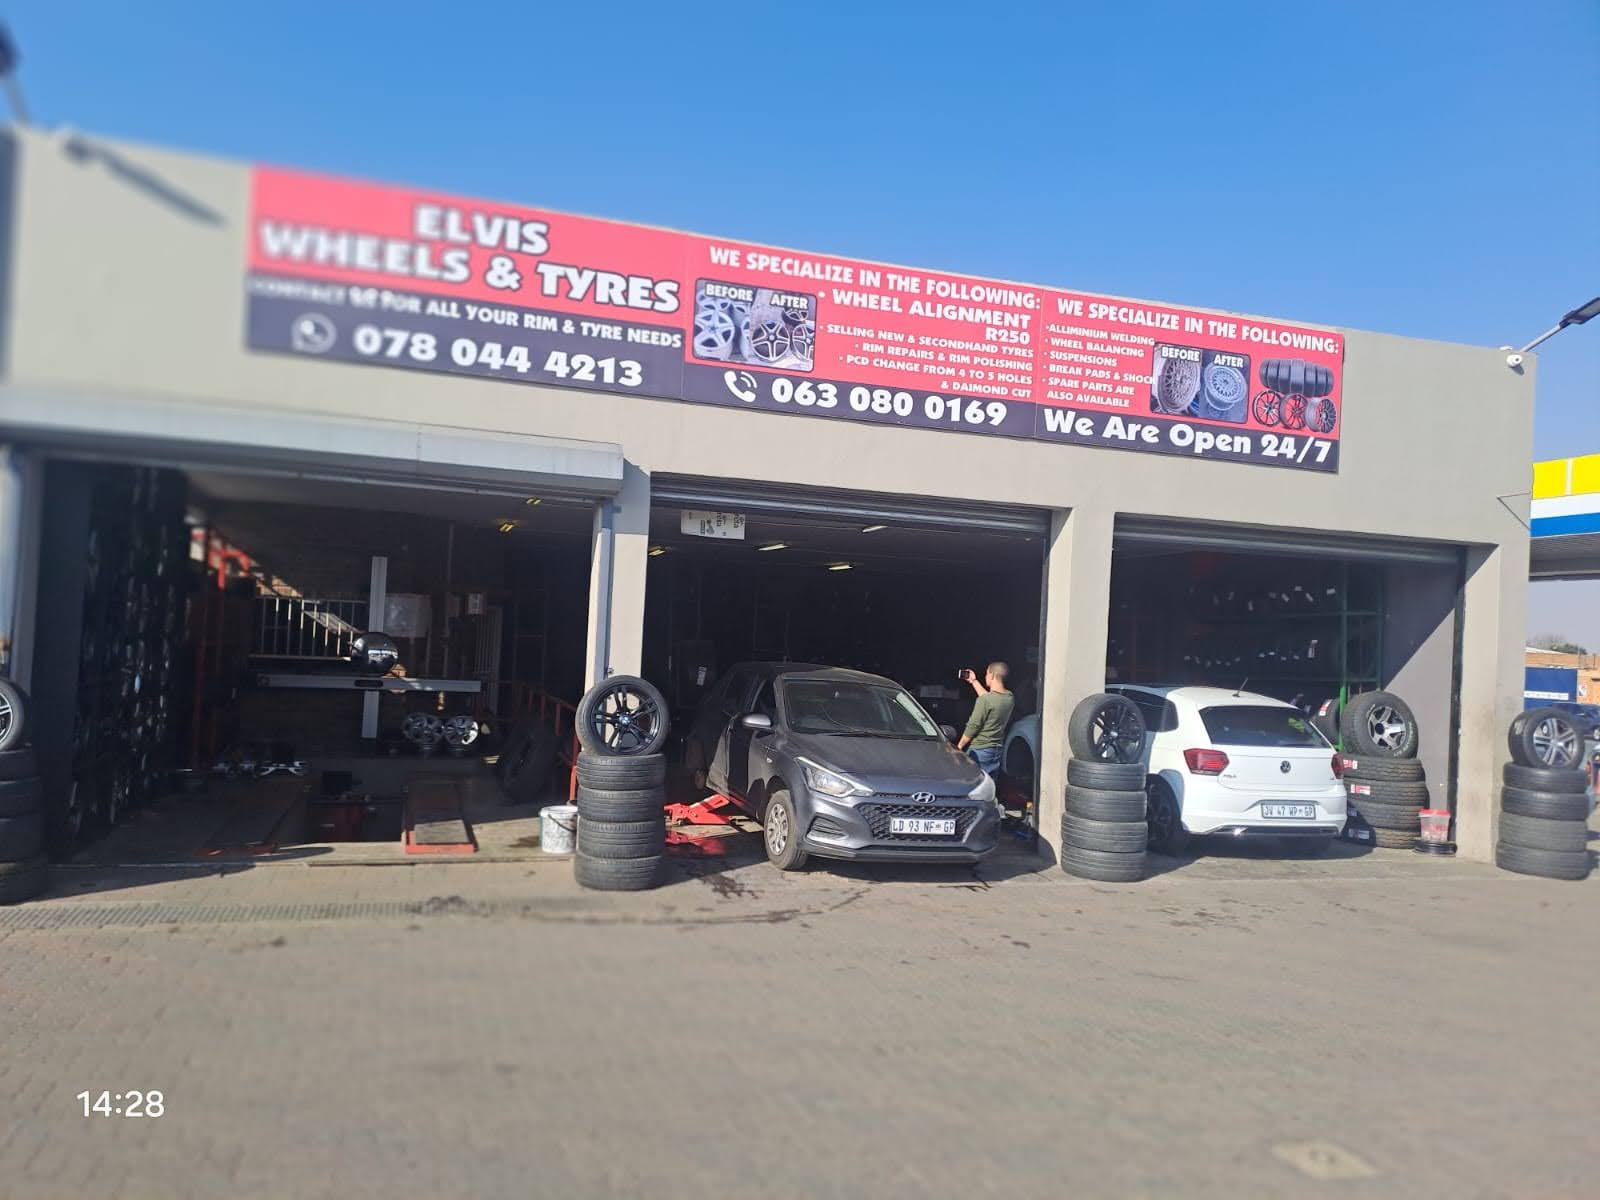 ELVIS
WHEELS & TYRES
CONTACT US FOR ALL YOUR RIM & TYRE NEEDS
078 044 4213
WE SPECIALIZE IN THE FOLLOWING:
BEFORE
AFTER
• WHEEL ALIGNMENT
R250
• SELLING NEW & SECONDHAND TYRES
• RIM REPAIRS & RIM POLISHING
• PCD CHANGE FROM 4 TO 5 HOLES
& DAIMOND CUT
063 080 0169
WE SPECIALIZE IN THE FOLLOWING:
•ALLIMINIUM WELDING
• WHEEL BALANCING
• SUSPENSIONS
• BREAK PADS & SHOCK
• SPARE PARTS ARE
ALSO AVAILABLE
BEFORE
AFTER
We Are Open 24/7
LD 93 NF GP
JV 47 WP GP
14:28